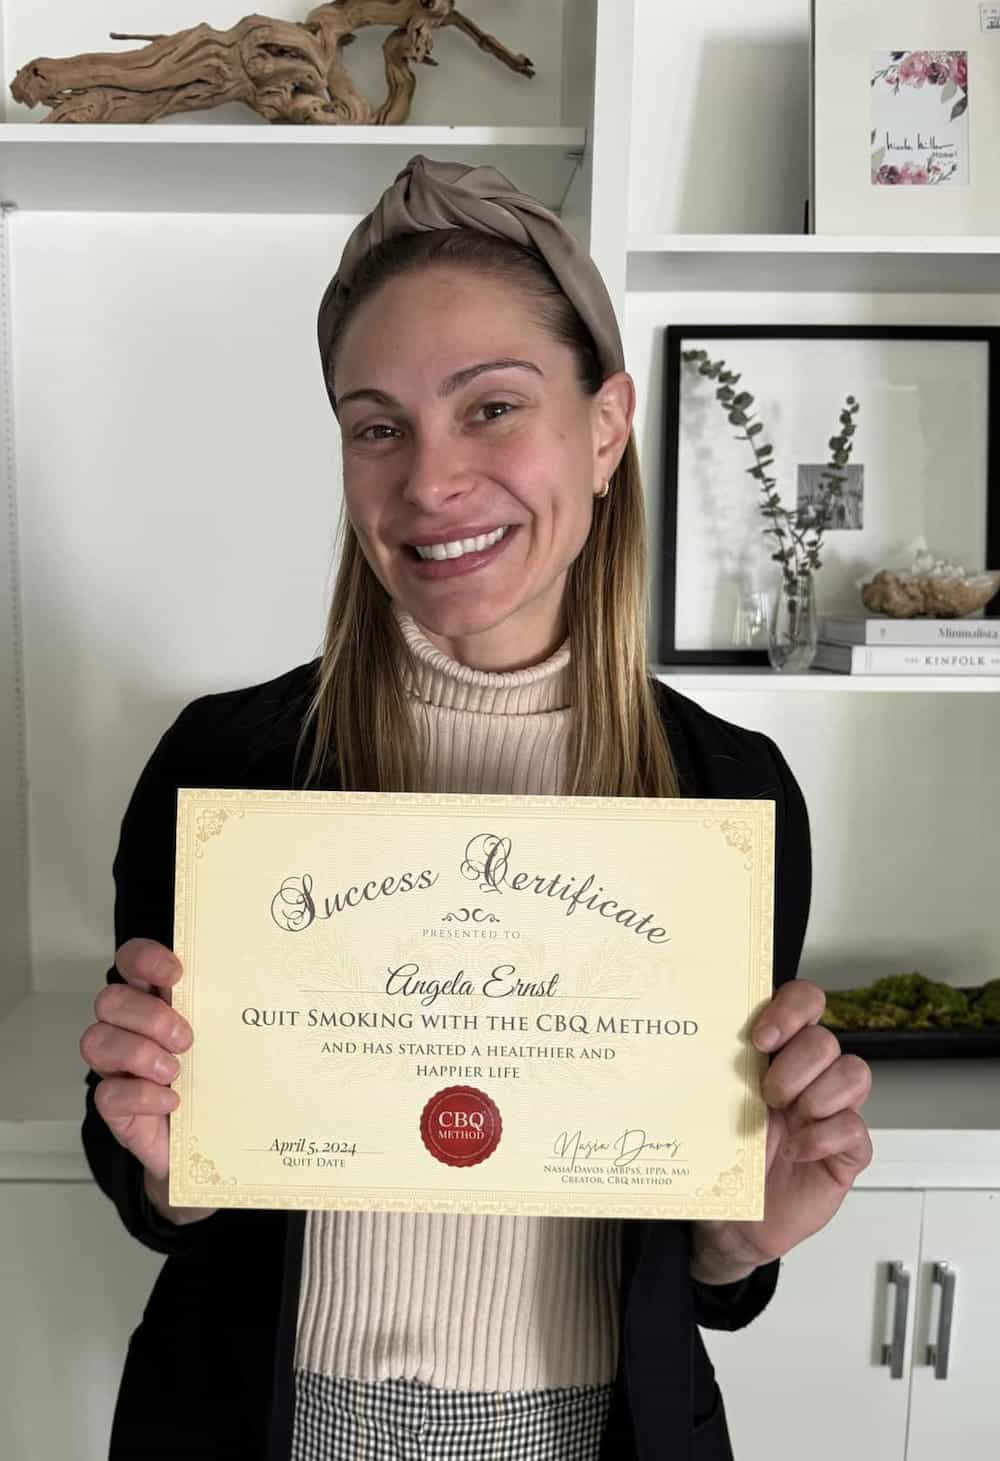 Minimalista
THE KINFOLK
Success Certificate
PRESENTED TO
Angela Ernst
QUIT SMOKING WITH THE CBQ METHOD
AND HAS STARTED A HEALTHIER AND
HAPPIER LIFE
CBQ
METHOD
April 5, 2024
QUIT DATE
Nasia Davos
NASIA DAVOS (MBPSS, IPPA, MA)
CREATOR, CBQ METHOD